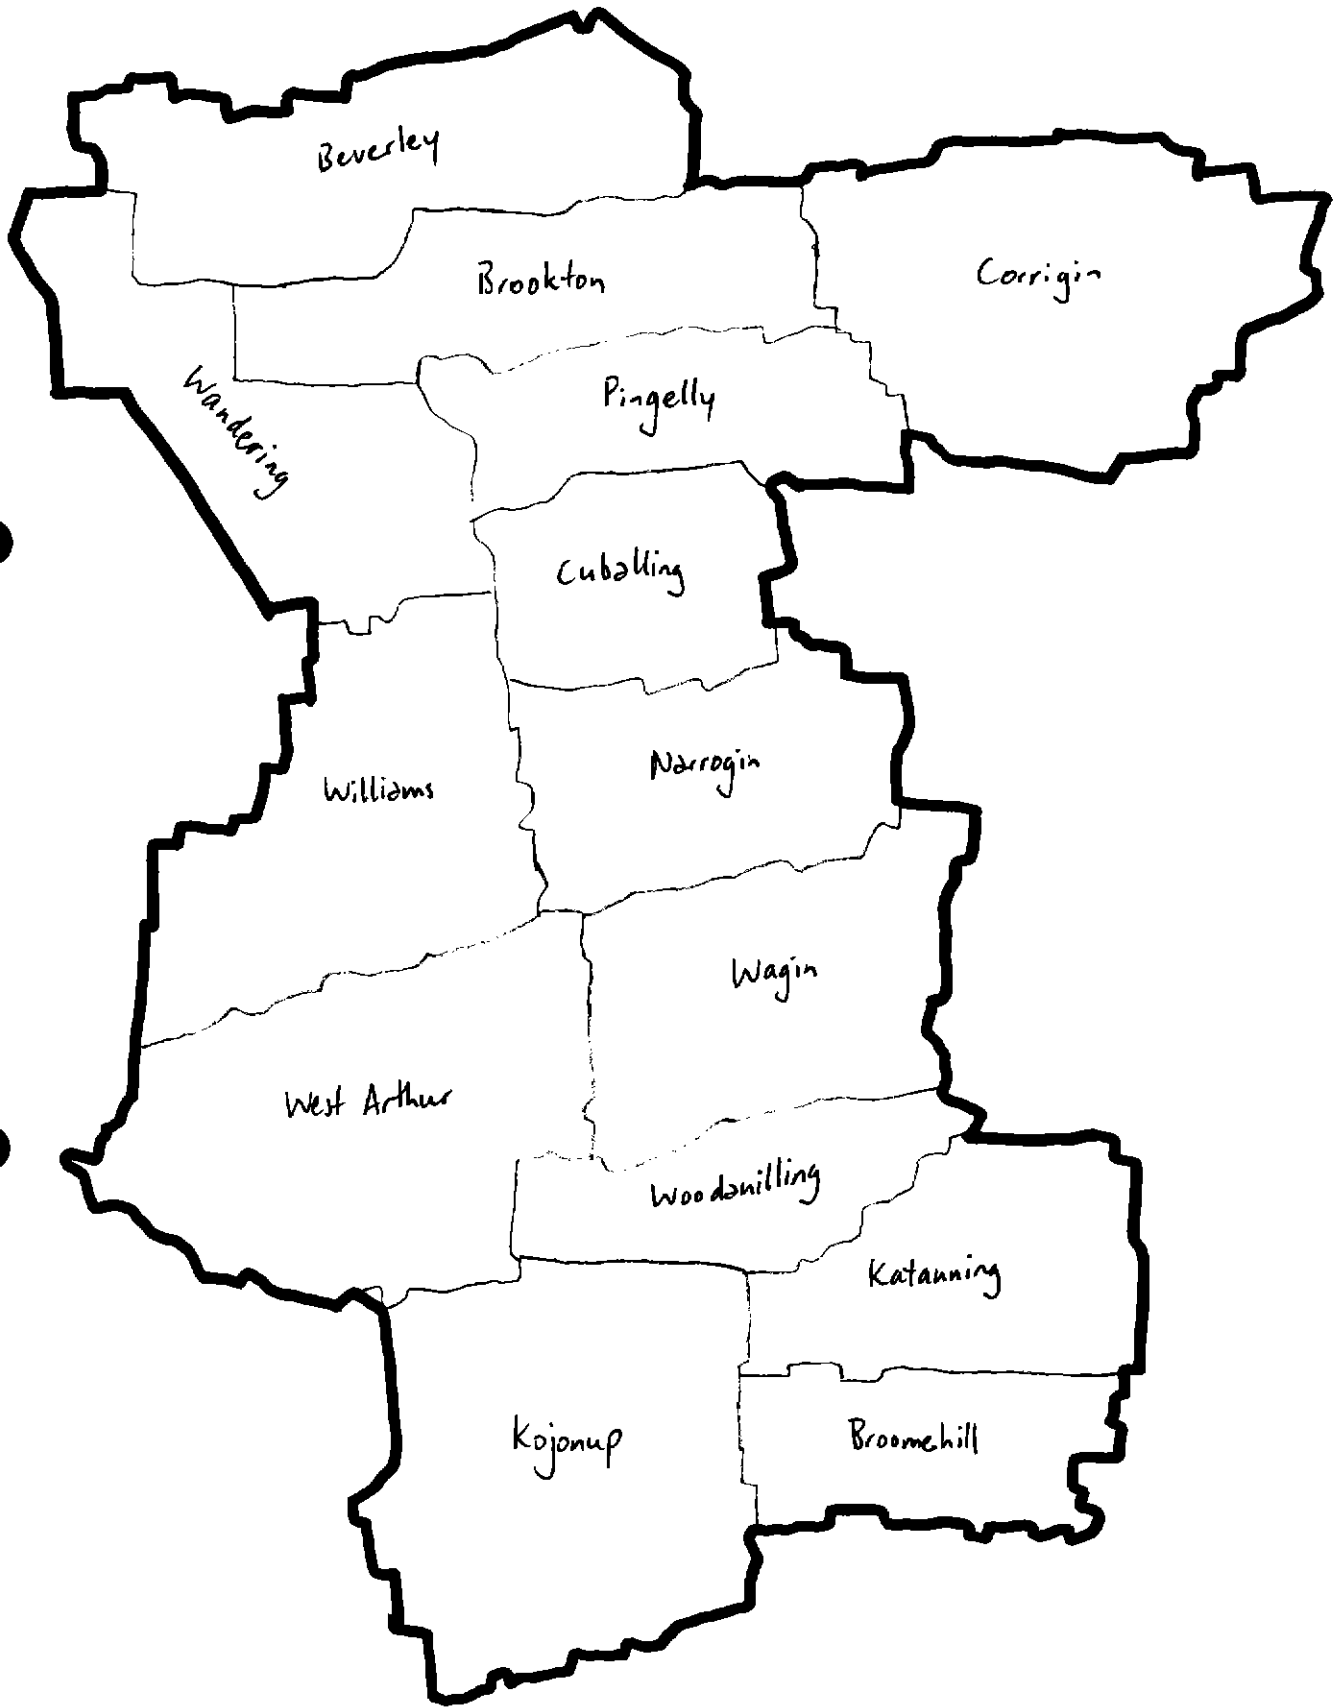 Beverley
Brookton
Corrigin
Wandering
Pingelly
Cuballing
Narrogin
Williams
Wagin
West Arthur
Woodanilling
Katanning
Kojonup
Broomehill